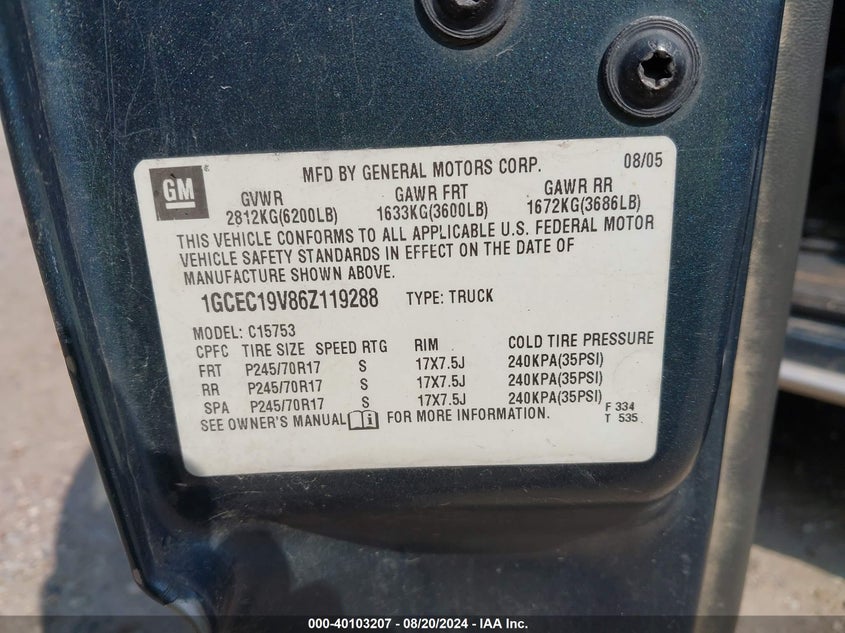 GM ®
MFD BY GENERAL MOTORS CORP. 08/05
GVWR GAWR FRT GAWR RR
2812KG(6200LB) 1633KG(3600LB) 1672KG(3686LB)
THIS VEHICLE CONFORMS TO ALL APPLICABLE U.S. FEDERAL MOTOR
VEHICLE SAFETY STANDARDS IN EFFECT ON THE DATE OF
MANUFACTURE SHOWN ABOVE.
1GCEC19V86Z119288 TYPE: TRUCK
MODEL: C15753
CPFC TIRE SIZE SPEED RTG RIM COLD TIRE PRESSURE
FRT P245/70R17 S 17X7.5J 240KPA(35PSI)
RR P245/70R17 S 17X7.5J 240KPA(35PSI)
SPA P245/70R17 S 17X7.5J 240KPA(35PSI)
SEE OWNER'S MANUAL i FOR MORE INFORMATION.
F 334
T 535
000-40103207 - 08/20/2024 - IAA Inc.